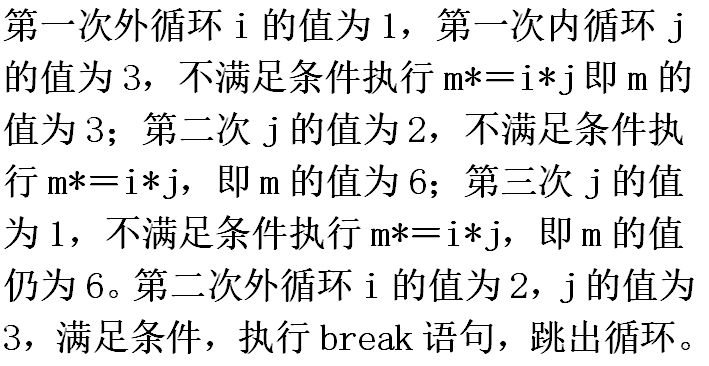 第一次外循环 i 的值为 1，第一次内循环 j
的值为 3，不满足条件执行 m*＝i*j 即 m 的
值为 3；第二次 j 的值为 2，不满足条件执
行 m*＝i*j，即 m 的值为 6；第三次 j 的值
为 1，不满足条件执行 m*＝i*j，即 m 的值
仍为 6。第二次外循环 i 的值为 2，j 的值为
3，满足条件，执行 break 语句，跳出循环。